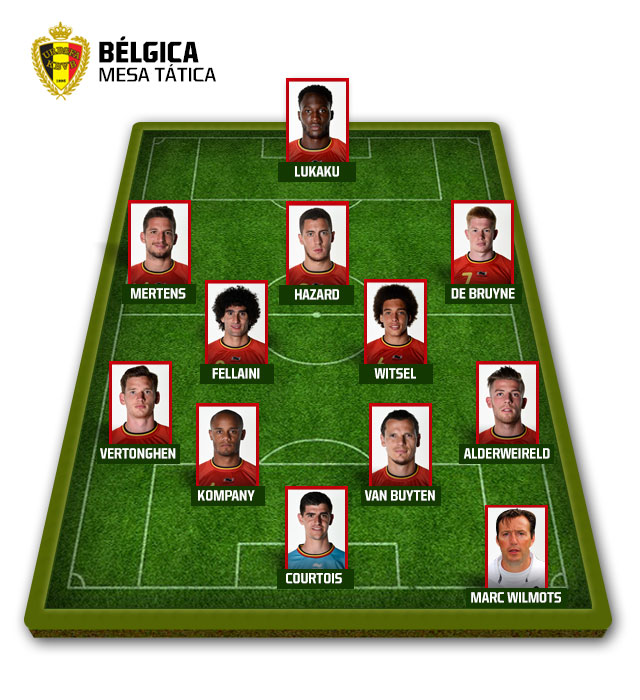 BÉLGICA
MESA TÁTICA
LUKAKU
MERTENS
HAZARD
DE BRUYNE
FELLAINI
WITSEL
VERTONGHEN
ALDERWEIRELD
KOMPANY
VAN BUYTEN
COURTOIS
MARC WILMOTS